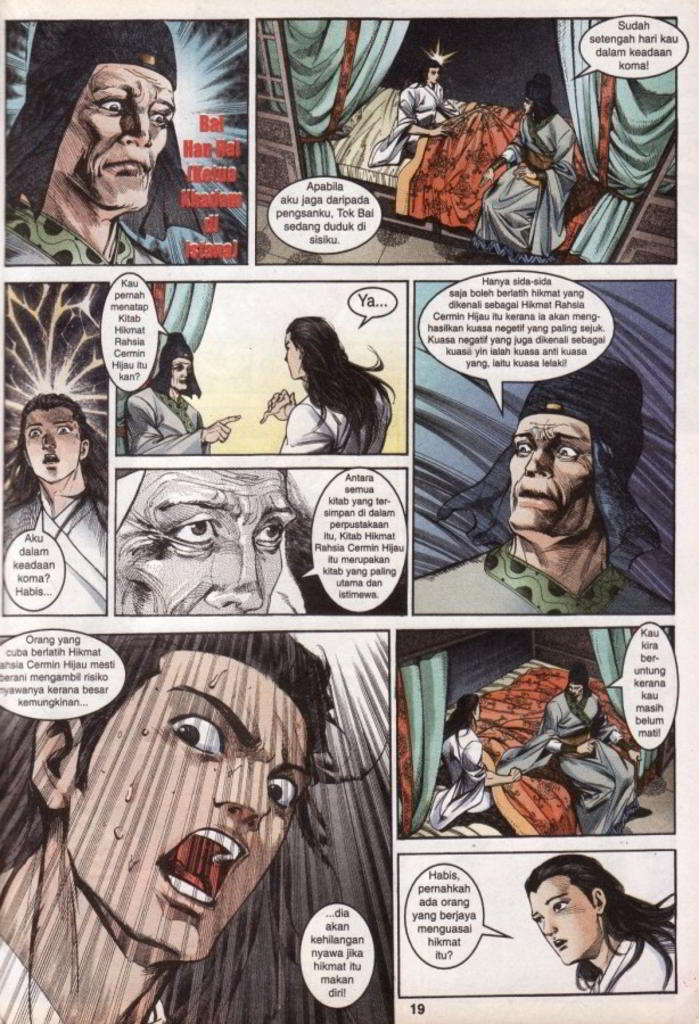 Bai
Hau-Hai
(Ketua
Khadam
di
istana)
Sudah
setengah hari kau
dalam keadaan
koma!
Apabila
aku jaga daripada
pengsanku, Tok Bai
sedang duduk di
sisiku.
Aku
dalam
keadaan
koma?
Habis...
Kau
pernah
menatap
Kitab
Hikmat
Rahsia
Cermin
Hijau itu
kan?
Ya...
Antara
semua
kitab yang ter-
simpan di dalam
perpustakaan
itu, Kitab Hikmat
Rahsia Cermin Hijau
itu merupakan
kitab yang paling
utama dan
istimewa.
Hanya sida-sida
saja boleh berlatih hikmat yang
dikenali sebagai Hikmat Rahsia
Cermin Hijau itu kerana ia akan meng-
hasilkan kuasa negetif yang paling sejuk.
Kuasa negatif yang juga dikenali sebagai
kuasa yin ialah kuasa anti kuasa
yang, iaitu kuasa lelaki!
Orang yang
cuba berlatih Hikmat
ahsia Cermin Hijau mesti
berani mengambil risiko
nyawanya kerana besar
kemungkinan...
...dia
akan
kehilangan
nyawa jika
hikmat itu
makan
diri!
Kau
kira
ber-
untung
kerana
kau
masih
belum
mati!
Habis,
pernahkah
ada orang
yang berjaya
menguasai
hikmat
itu?
19